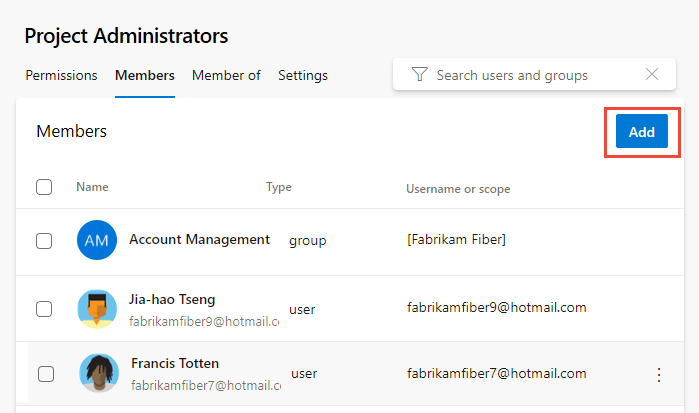 Project Administrators
Permissions Members Member of Settings Search users and groups
Members Add
Name Type Username or scope
AM Account Management group [Fabrikam Fiber]
Jia-hao Tseng
fabrikamfiber9@hotmail.co user fabrikamfiber9@hotmail.com
Francis Totten
fabrikamfiber7@hotmail.co user fabrikamfiber7@hotmail.com